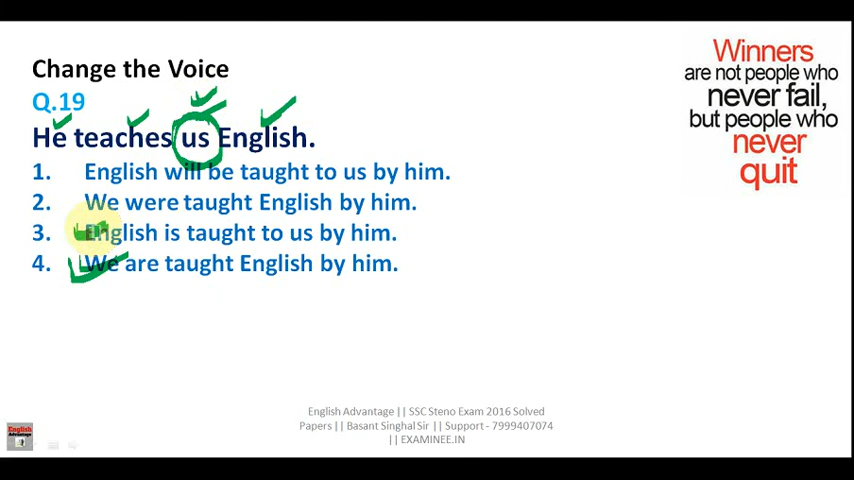 Change the Voice
Q.19
He teaches us English.
1. English will be taught to us by him.
2. We were taught English by him.
3. English is taught to us by him.
4. We are taught English by him.
Winners
are not people who
never fail,
but people who
never
quit
English Advantage || SSC Steno Exam 2016 Solved
Papers || Basant Singhal Sir || Support - 7999407074
|| EXAMINEE.IN
English
Advantage